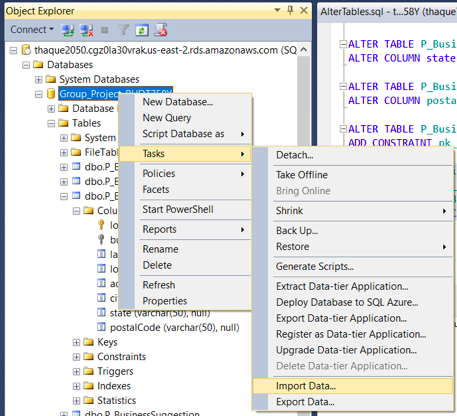 Object Explorer
Connect
thaque2050.cgz0la30vrak.us-east-2.rds.amazonaws.com (SQ
Databases
System Databases
Group_Project_BUDT758Y
Database
Tables
System
FileTabl
dbo.P_B
dbo.P_B
dbo.P_B
Colu
lo
bu
la
lo
ad
ci
state (varchar(50), null)
postalCode (varchar(50), null)
Keys
Constraints
Triggers
Indexes
Statistics
dbo.P_BusinessSuggestion
New Database...
New Query
Script Database as
Tasks
Policies
Facets
Start PowerShell
Reports
Rename
Delete
Refresh
Properties
Detach...
Take Offline
Bring Online
Shrink
Back Up...
Restore
Generate Scripts...
Extract Data-tier Application...
Deploy Database to SQL Azure...
Export Data-tier Application...
Register as Data-tier Application...
Upgrade Data-tier Application...
Delete Data-tier Application...
Import Data...
Export Data...
AlterTables.sql - t...58Y (thaque
ALTER TABLE P_Busi
ALTER COLUMN state
ALTER TABLE P_Busi
ALTER COLUMN posta
ALTER TABLE P_Busi
ADD CONSTRAINT pk